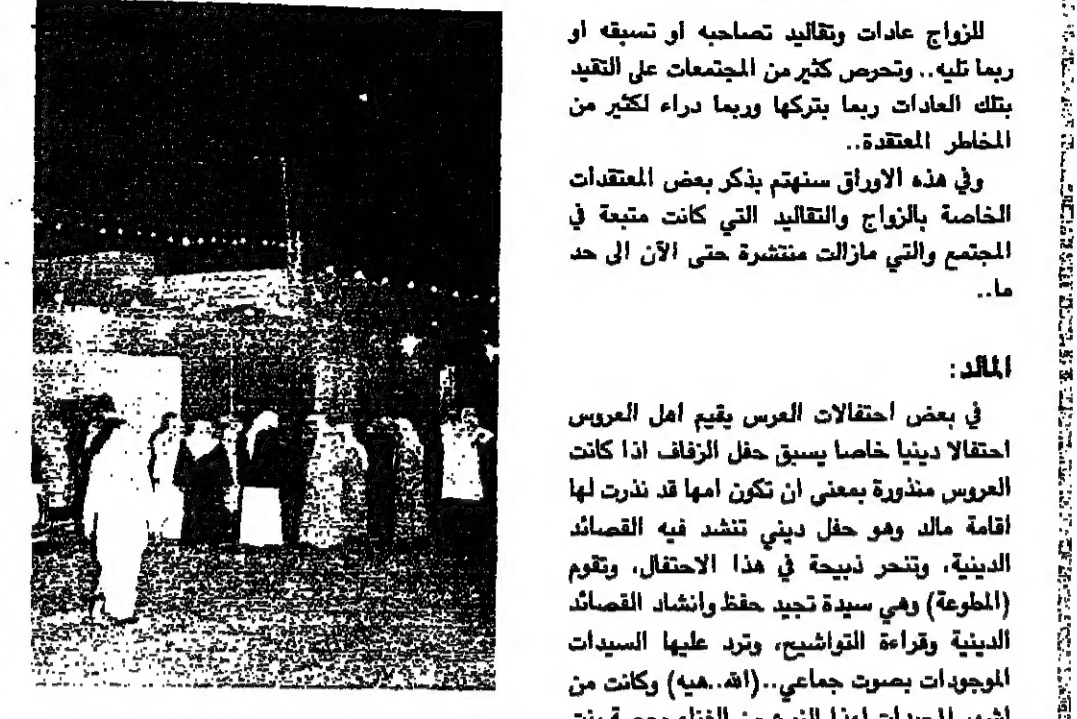 للزواج عادات وتقاليد تصاحبه او تسبقه او
ربما تليه.. وتحرص كثير من المجتمعات على التقيد
بتلك العادات ربما بتركها وربما دراء لكثير من
المخاطر المعتقدة..
وفي هذه الاوراق سنهتم بذكر بعض المعتقدات
الخاصة بالزواج والتقاليد التي كانت متبعة في
المجتمع والتي مازالت منتشرة حتى الآن الى حد
ما..
المالد:
في بعض احتفالات العرس يقيم اهل العروس
احتفالا دينيا خاصا يسبق حفل الزفاف اذا كانت
العروس منذورة بمعنى ان تكون امها قد نذرت لها
اقامة مالد وهو حفل ديني تنشد فيه القصائد
الدينية، وتنحر ذبيحة في هذا الاحتفال، وتقوم
(المطوعة) وهي سيدة تجيد حفظ وانشاد القصائد
الدينية وقراءة التواشيح، وترد عليها السيدات
الموجودات بصوت جماعي..(الله..هيه) وكانت من